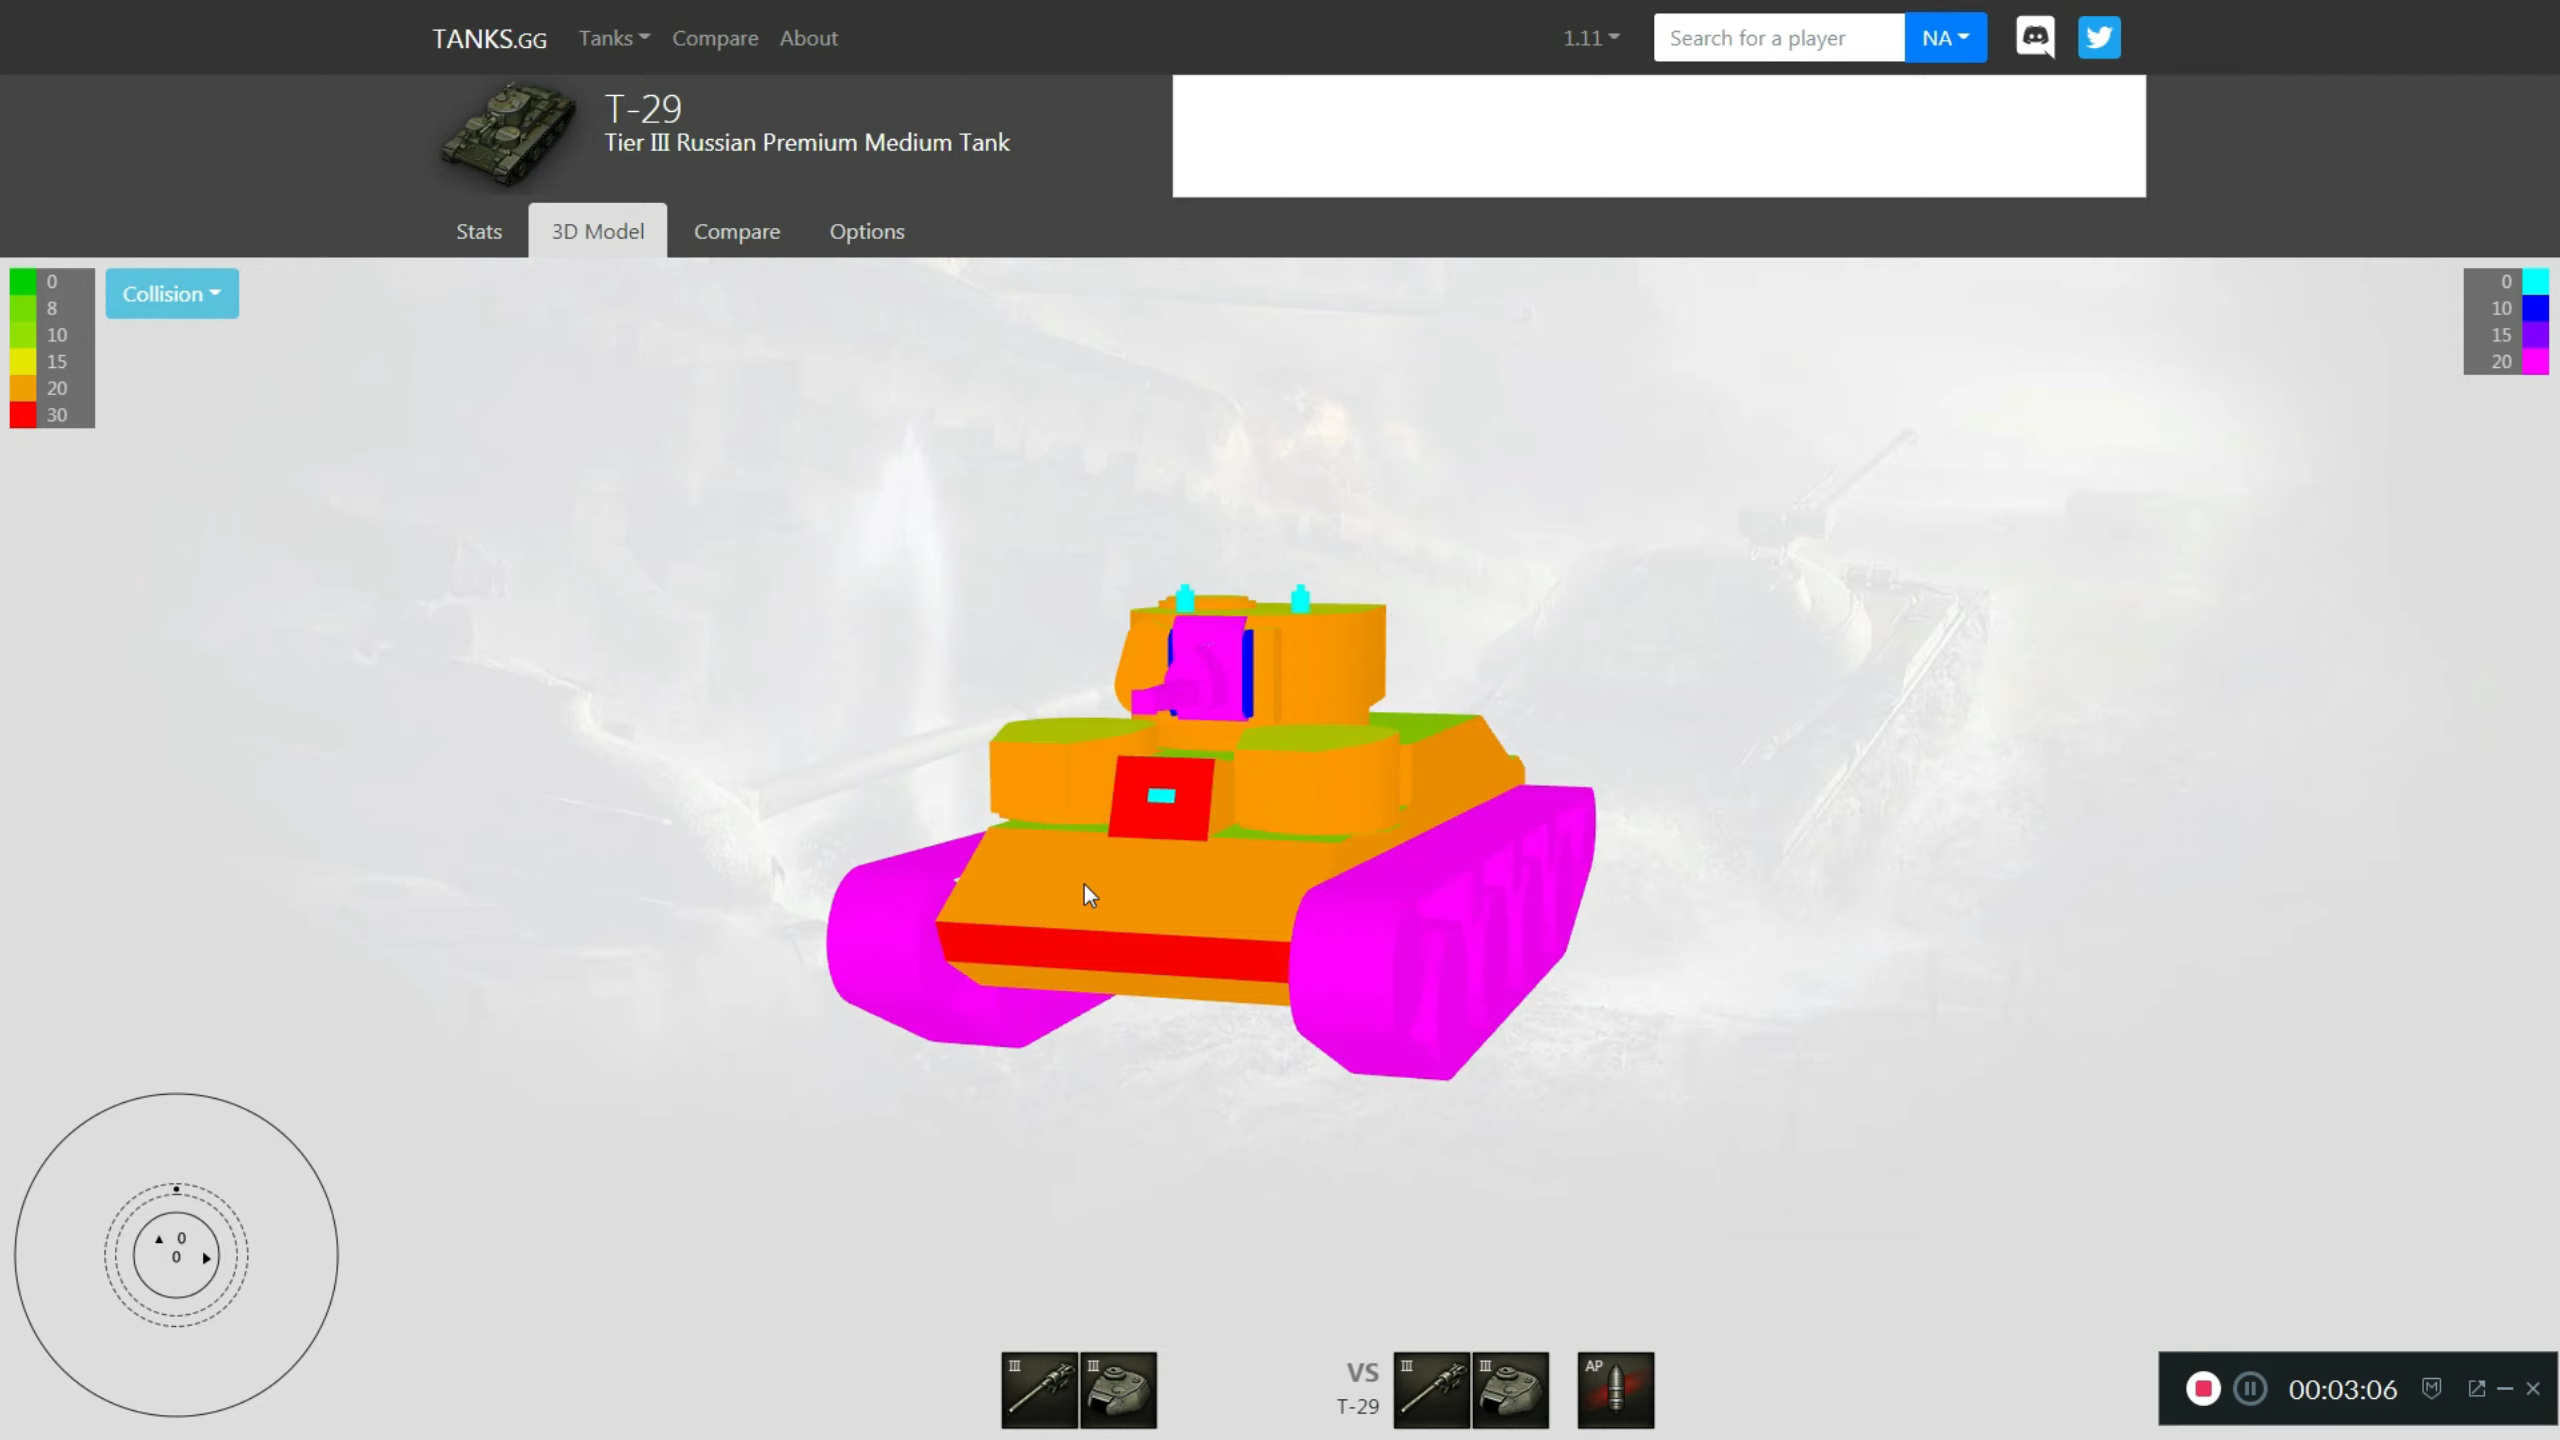 TANKS.GG Tanks Compare About 1.11 Search for a player NA
T-29
Tier III Russian Premium Medium Tank
Stats 3D Model Compare Options
0
8
10
15
20
30
Collision
0
10
15
20
0
0
III III VS T-29 III III AP
00:03:06